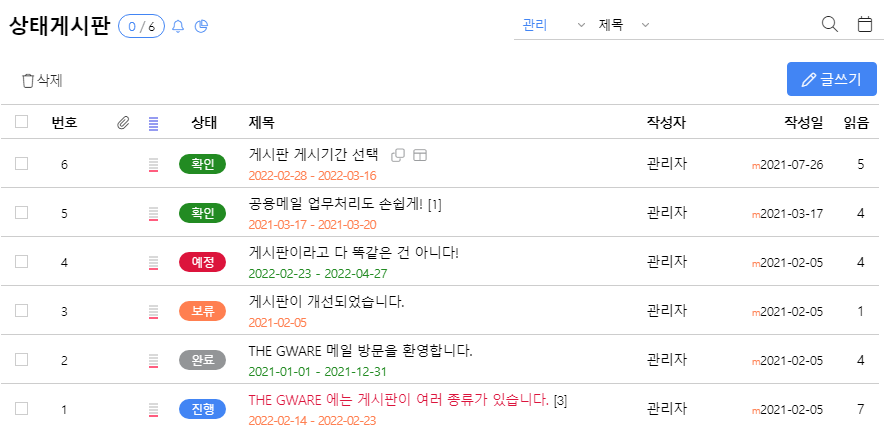 상태게시판 0 / 6 관리 제목
삭제 글쓰기
번호 상태 제목 작성자 작성일 읽음
6 확인 게시판 게시기간 선택 관리자 m2021-07-26 5
2022-02-28 - 2022-03-16
5 확인 공용메일 업무처리도 손쉽게! [1] 관리자 m2021-03-17 4
2021-03-17 - 2021-03-20
4 예정 게시판이라고 다 똑같은 건 아니다! 관리자 m2021-02-05 4
2022-02-23 - 2022-04-27
3 보류 게시판이 개선되었습니다. 관리자 m2021-02-05 1
2021-02-05
2 완료 THE GWARE 메일 방문을 환영합니다. 관리자 m2021-02-05 4
2021-01-01 - 2021-12-31
1 진행 THE GWARE 에는 게시판이 여러 종류가 있습니다. [3] 관리자 m2021-02-05 7
2022-02-14 - 2022-02-23